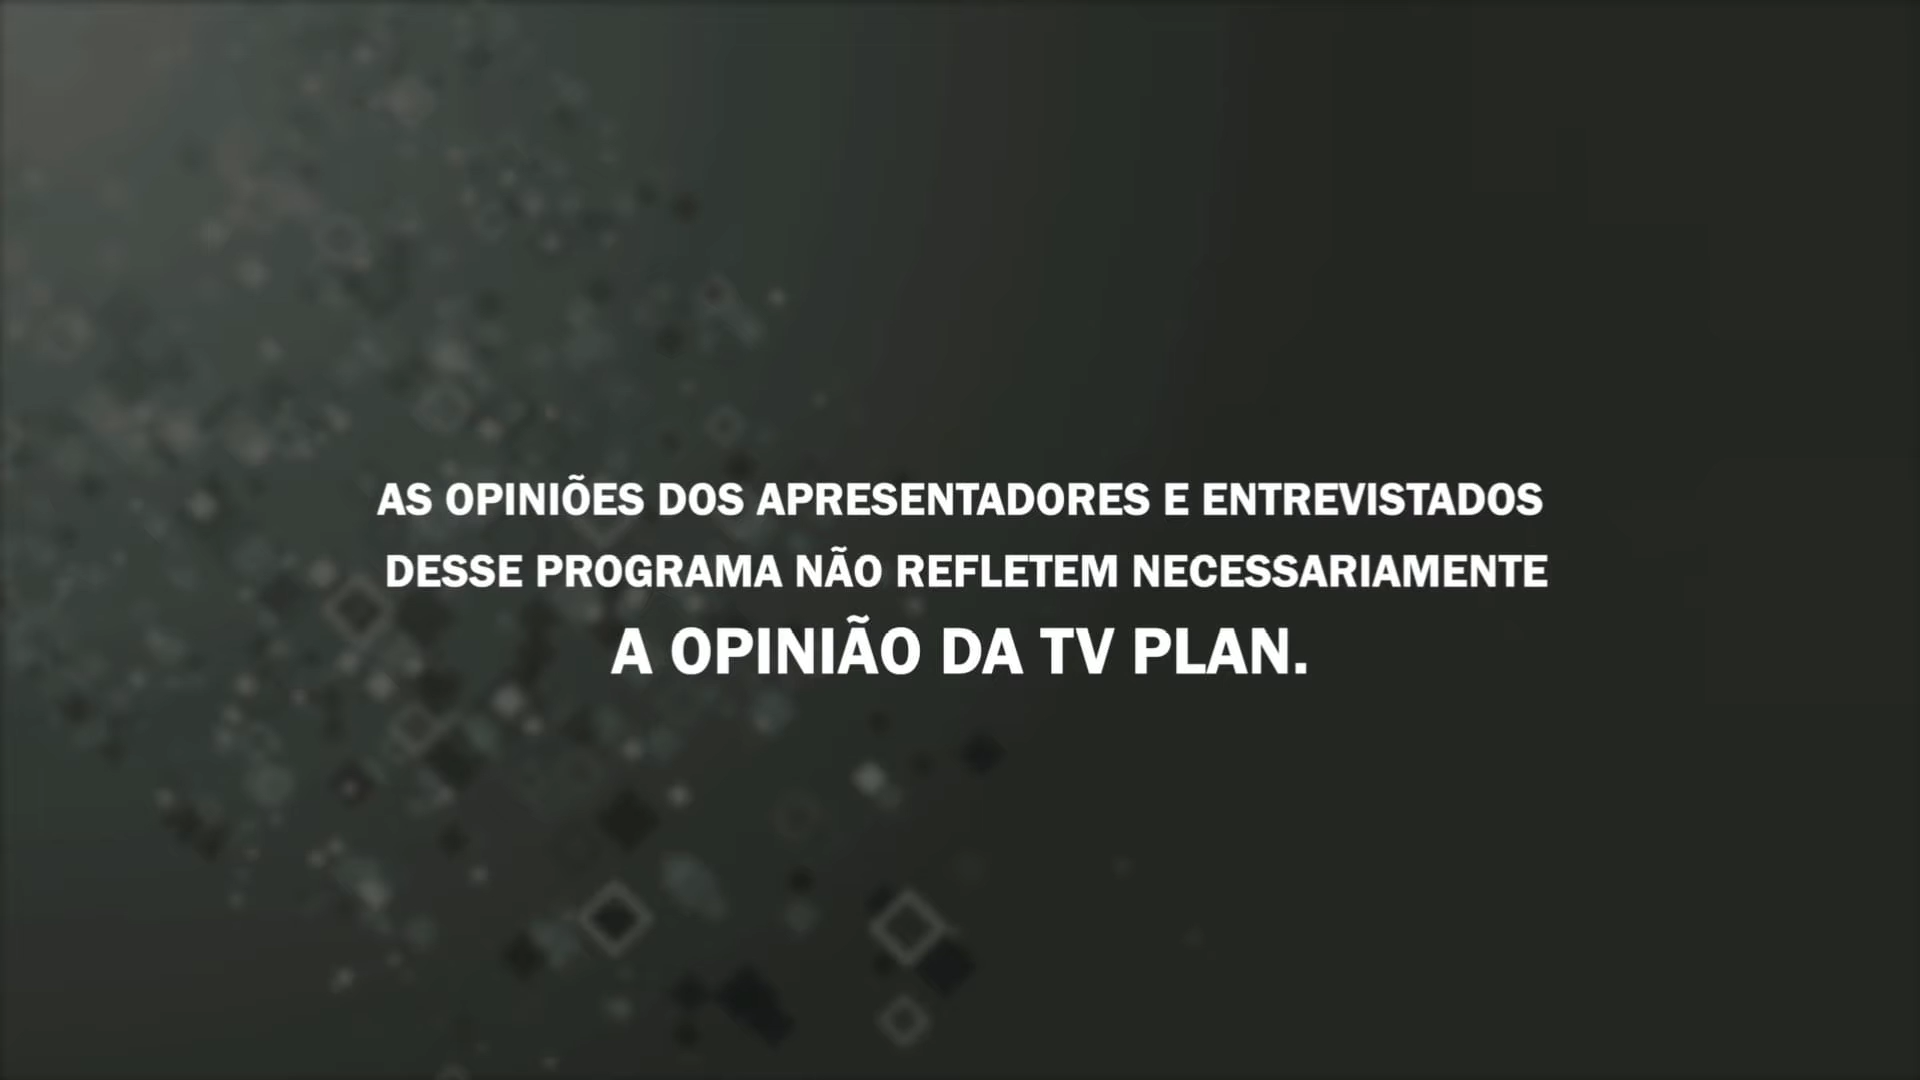 AS OPINIÕES DOS APRESENTADORES E ENTREVISTADOS
DESSE PROGRAMA NÃO REFLETEM NECESSARIAMENTE
A OPINIÃO DA TV PLAN.